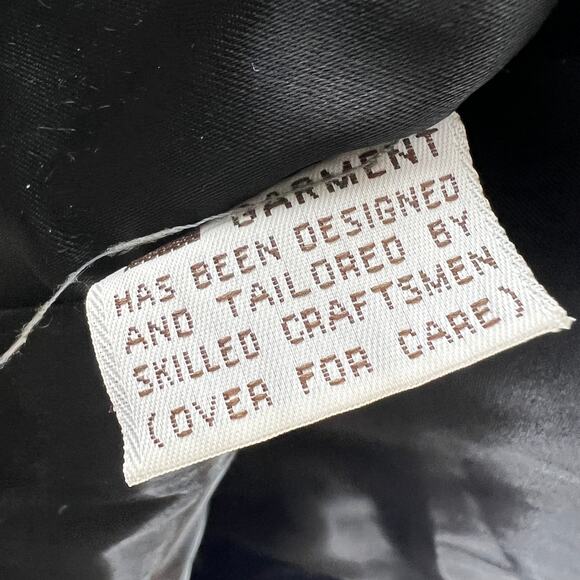 GARMENT
HAS BEEN DESIGNED
AND TAILORED BY
SKILLED CRAFTSMEN
(OVER FOR CARE)